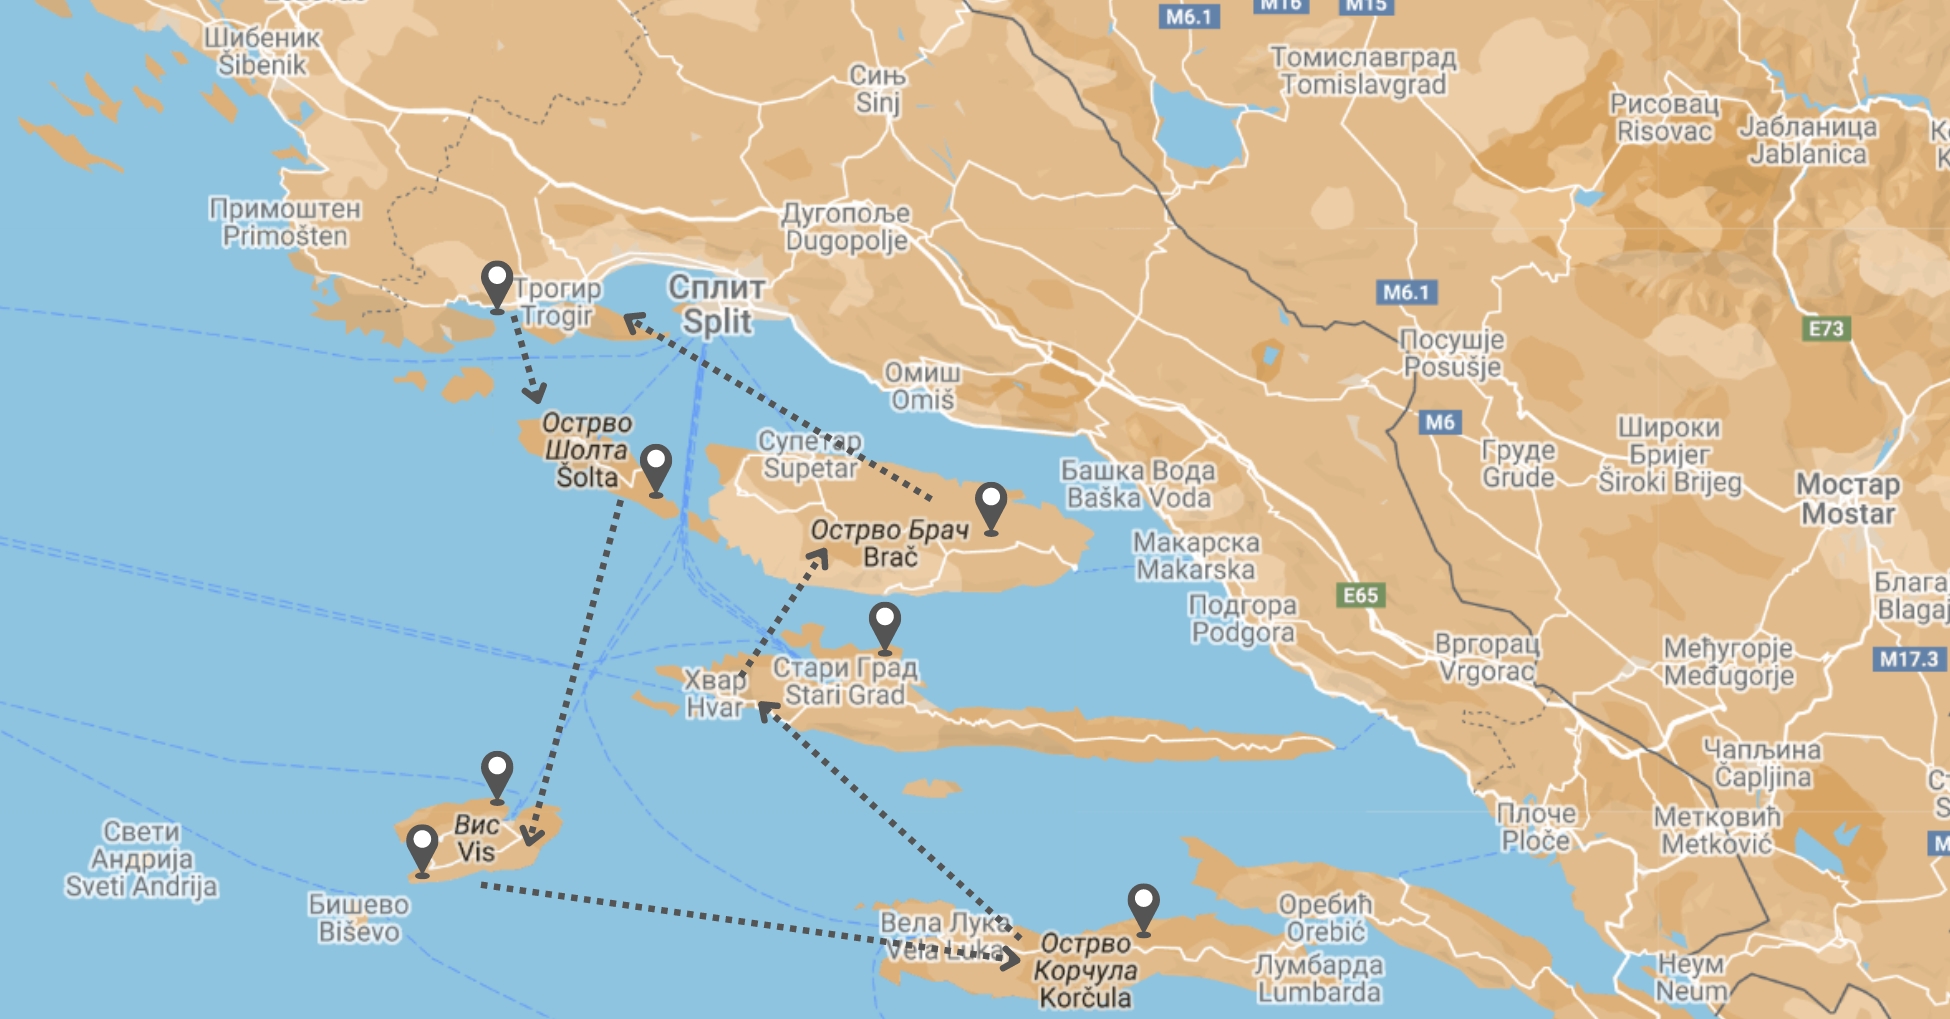 M6.1
M16
M15
Шибеник
Šibenik
Сињ
Sinj
Томиславград
Tomislavgrad
Рисовац
Risovac
Јабланица
Jablanica
Примоштен
Primošten
Дугопоље
Dugopolje
Трогир
Trogir
Сплит
Split
M6.1
E73
Посушје
Posušje
Омиш
Omiš
M6
Острво
Шолта
Šolta
Супетар
Supetar
Башка Вода
Baška Voda
Груде
Grude
Широки
Бријег
Široki Brijeg
Мостар
Mostar
Острво Брач
Brač
Макарска
Makarska
E65
Подгора
Podgora
Благај
Blagaj
Вргорац
Vrgorac
Међугорје
Međugorje
M17.3
Хвар
Hvar
Стари Град
Stari Grad
Чапљина
Čapljina
Вис
Vis
Свети
Андрија
Sveti Andrija
Плоче
Ploče
Метковић
Metković
Бишево
Biševo
Вела Лука
Vela Luka
Острво
Корчула
Korčula
Оребић
Orebić
Лумбарда
Lumbarda
Неум
Neum